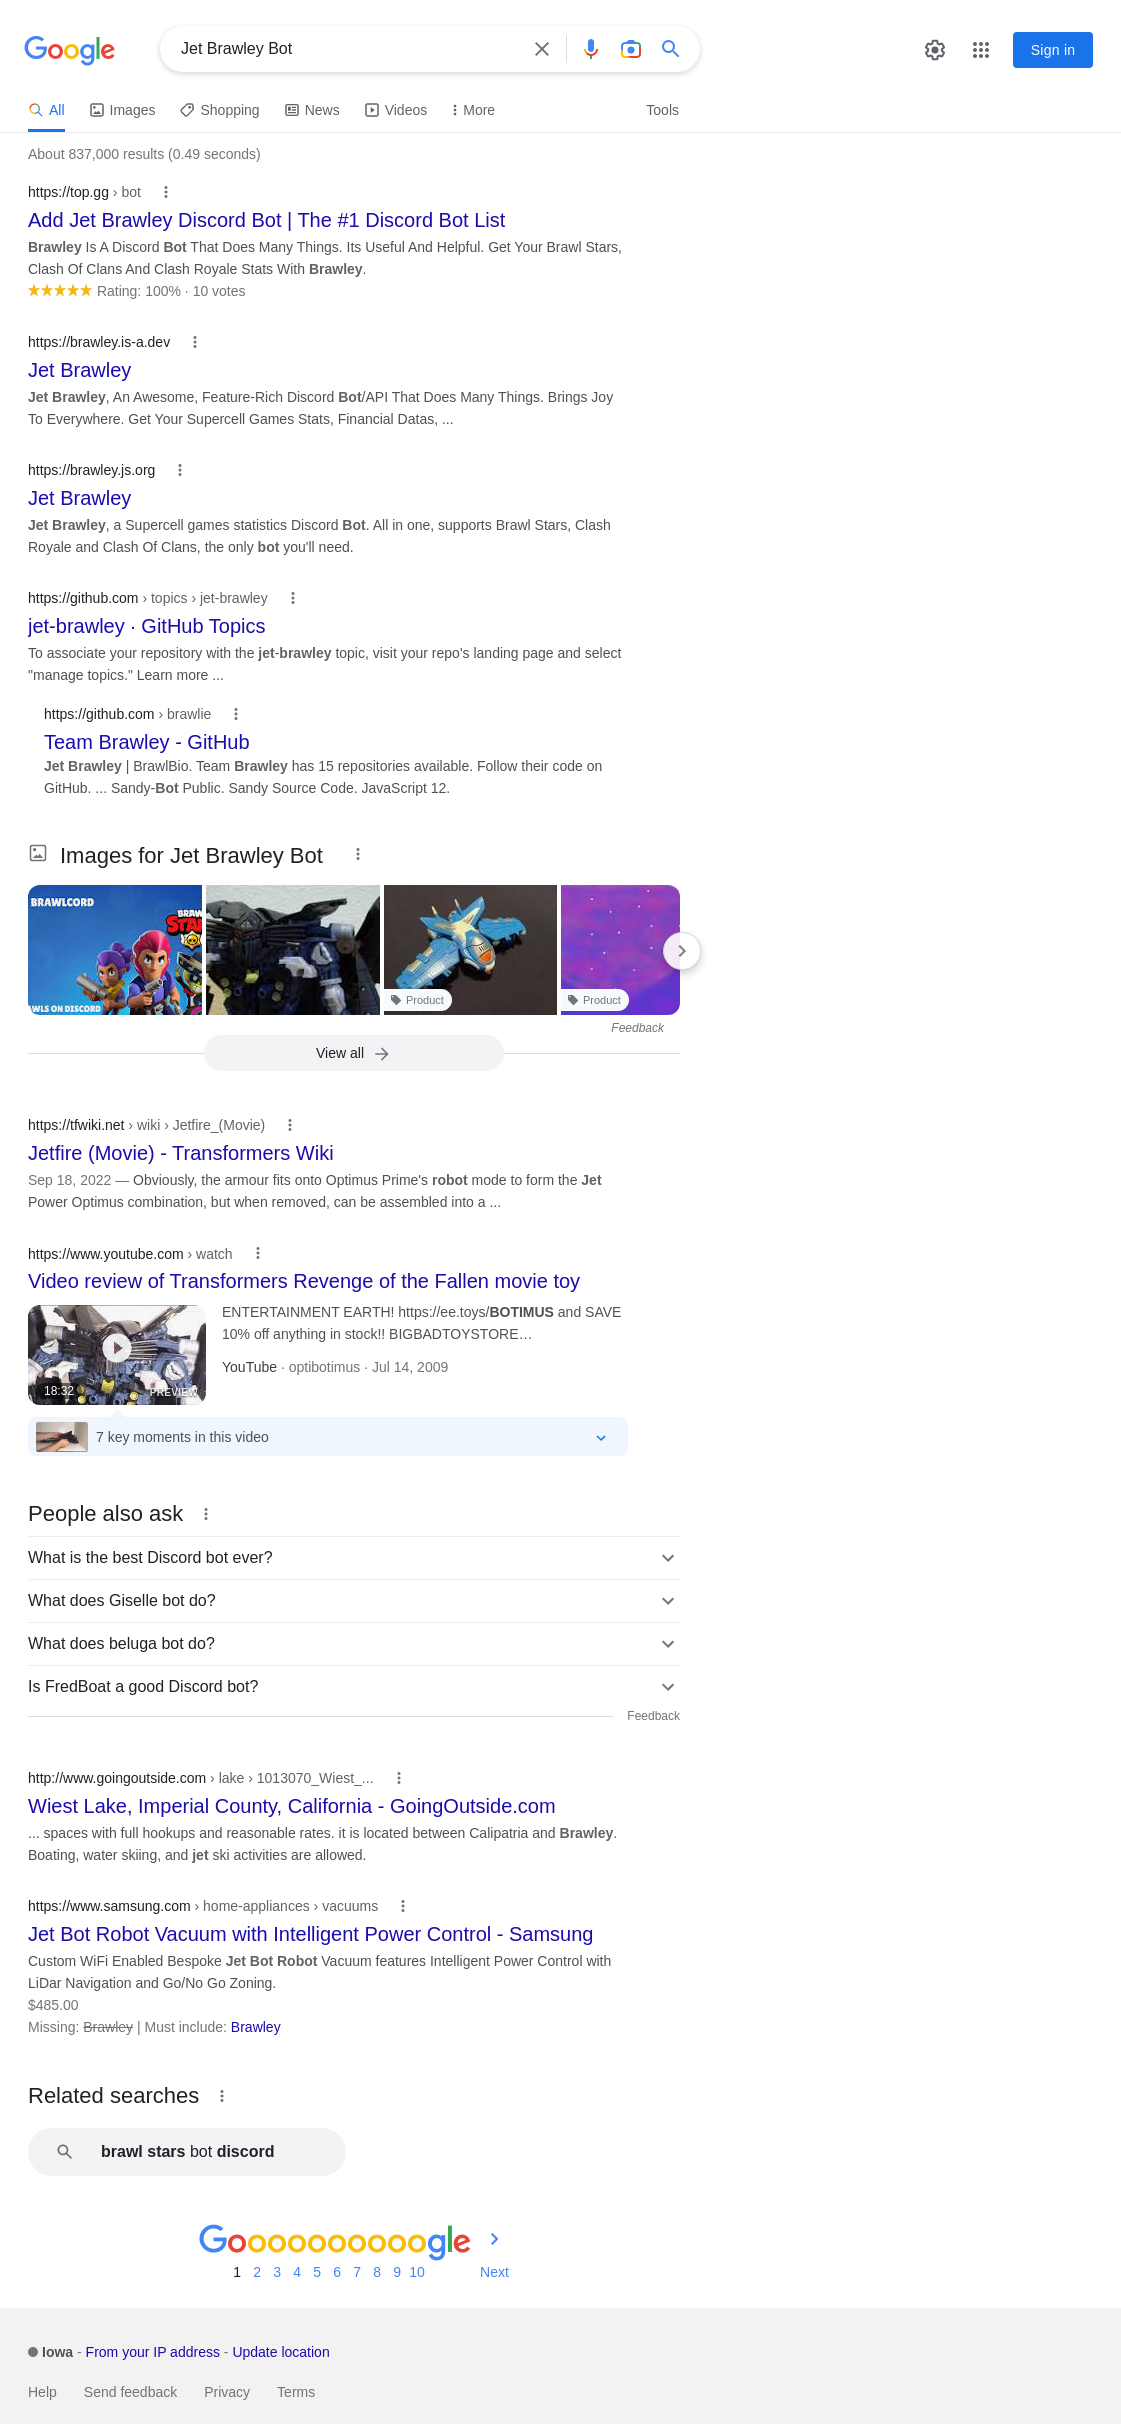 Google
Jet Brawley Bot
Sign in
All
Images
Shopping
News
Videos
More
Tools
About 837,000 results (0.49 seconds)
https://top.gg › bot
Add Jet Brawley Discord Bot | The #1 Discord Bot List
Brawley Is A Discord Bot That Does Many Things. Its Useful And Helpful. Get Your Brawl Stars,
Clash Of Clans And Clash Royale Stats With Brawley.
Rating: 100% · 10 votes
https://brawley.is-a.dev
Jet Brawley
Jet Brawley, An Awesome, Feature-Rich Discord Bot/API That Does Many Things. Brings Joy
To Everywhere. Get Your Supercell Games Stats, Financial Datas, ...
https://brawley.js.org
Jet Brawley
Jet Brawley, a Supercell games statistics Discord Bot. All in one, supports Brawl Stars, Clash
Royale and Clash Of Clans, the only bot you'll need.
https://github.com › topics › jet-brawley
jet-brawley · GitHub Topics
To associate your repository with the jet-brawley topic, visit your repo's landing page and select
"manage topics." Learn more ...
https://github.com › brawlie
Team Brawley - GitHub
Jet Brawley | BrawlBio. Team Brawley has 15 repositories available. Follow their code on
GitHub. ... Sandy-Bot Public. Sandy Source Code. JavaScript 12.
Images for Jet Brawley Bot
BRAWLCORD
BRAW
STA
AWLS ON DISCORD
Product
Product
Feedback
View all
https://tfwiki.net › wiki › Jetfire_(Movie)
Jetfire (Movie) - Transformers Wiki
Sep 18, 2022 — Obviously, the armour fits onto Optimus Prime's robot mode to form the Jet
Power Optimus combination, but when removed, can be assembled into a ...
https://www.youtube.com › watch
Video review of Transformers Revenge of the Fallen movie toy
ENTERTAINMENT EARTH! https://ee.toys/BOTIMUS and SAVE
10% off anything in stock!! BIGBADTOYSTORE…
YouTube · optibotimus · Jul 14, 2009
18:32
PREVIEW
7 key moments in this video
People also ask
What is the best Discord bot ever?
What does Giselle bot do?
What does beluga bot do?
Is FredBoat a good Discord bot?
Feedback
http://www.goingoutside.com › lake › 1013070_Wiest_...
Wiest Lake, Imperial County, California - GoingOutside.com
... spaces with full hookups and reasonable rates. it is located between Calipatria and Brawley.
Boating, water skiing, and jet ski activities are allowed.
https://www.samsung.com › home-appliances › vacuums
Jet Bot Robot Vacuum with Intelligent Power Control - Samsung
Custom WiFi Enabled Bespoke Jet Bot Robot Vacuum features Intelligent Power Control with
LiDar Navigation and Go/No Go Zoning.
$485.00
Missing: Brawley | Must include: Brawley
Related searches
brawl stars bot discord
Goooooooooogle
1 2 3 4 5 6 7 8 9 10 Next
Iowa - From your IP address - Update location
Help
Send feedback
Privacy
Terms